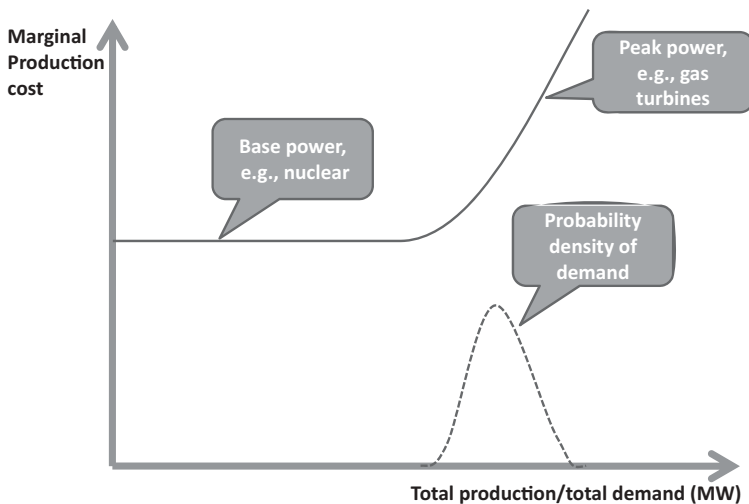 Marginal
Production
cost
Peak power,
e.g., gas
turbines
Base power,
e.g., nuclear
Probability
density of
demand
Total production/total demand (MW)